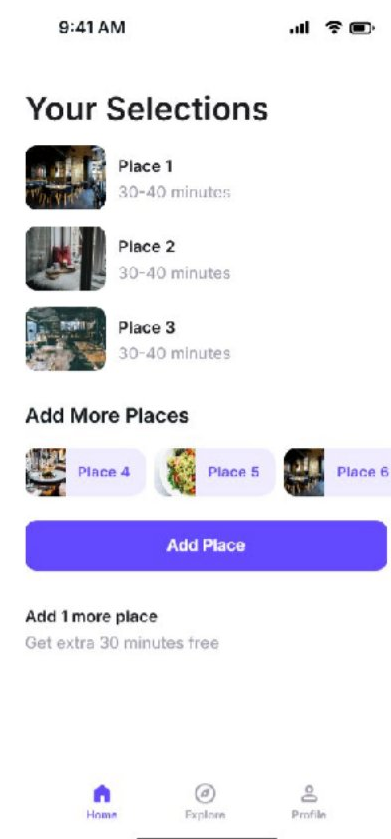 9:41 AM
Your Selections
Place 1
30-40 minutes
Place 2
30-40 minutes
Place 3
30-40 minutes
Add More Places
Place 4
Place 5
Place 6
Add Place
Add 1 more place
Get extra 30 minutes free
Home
Explore
Profile